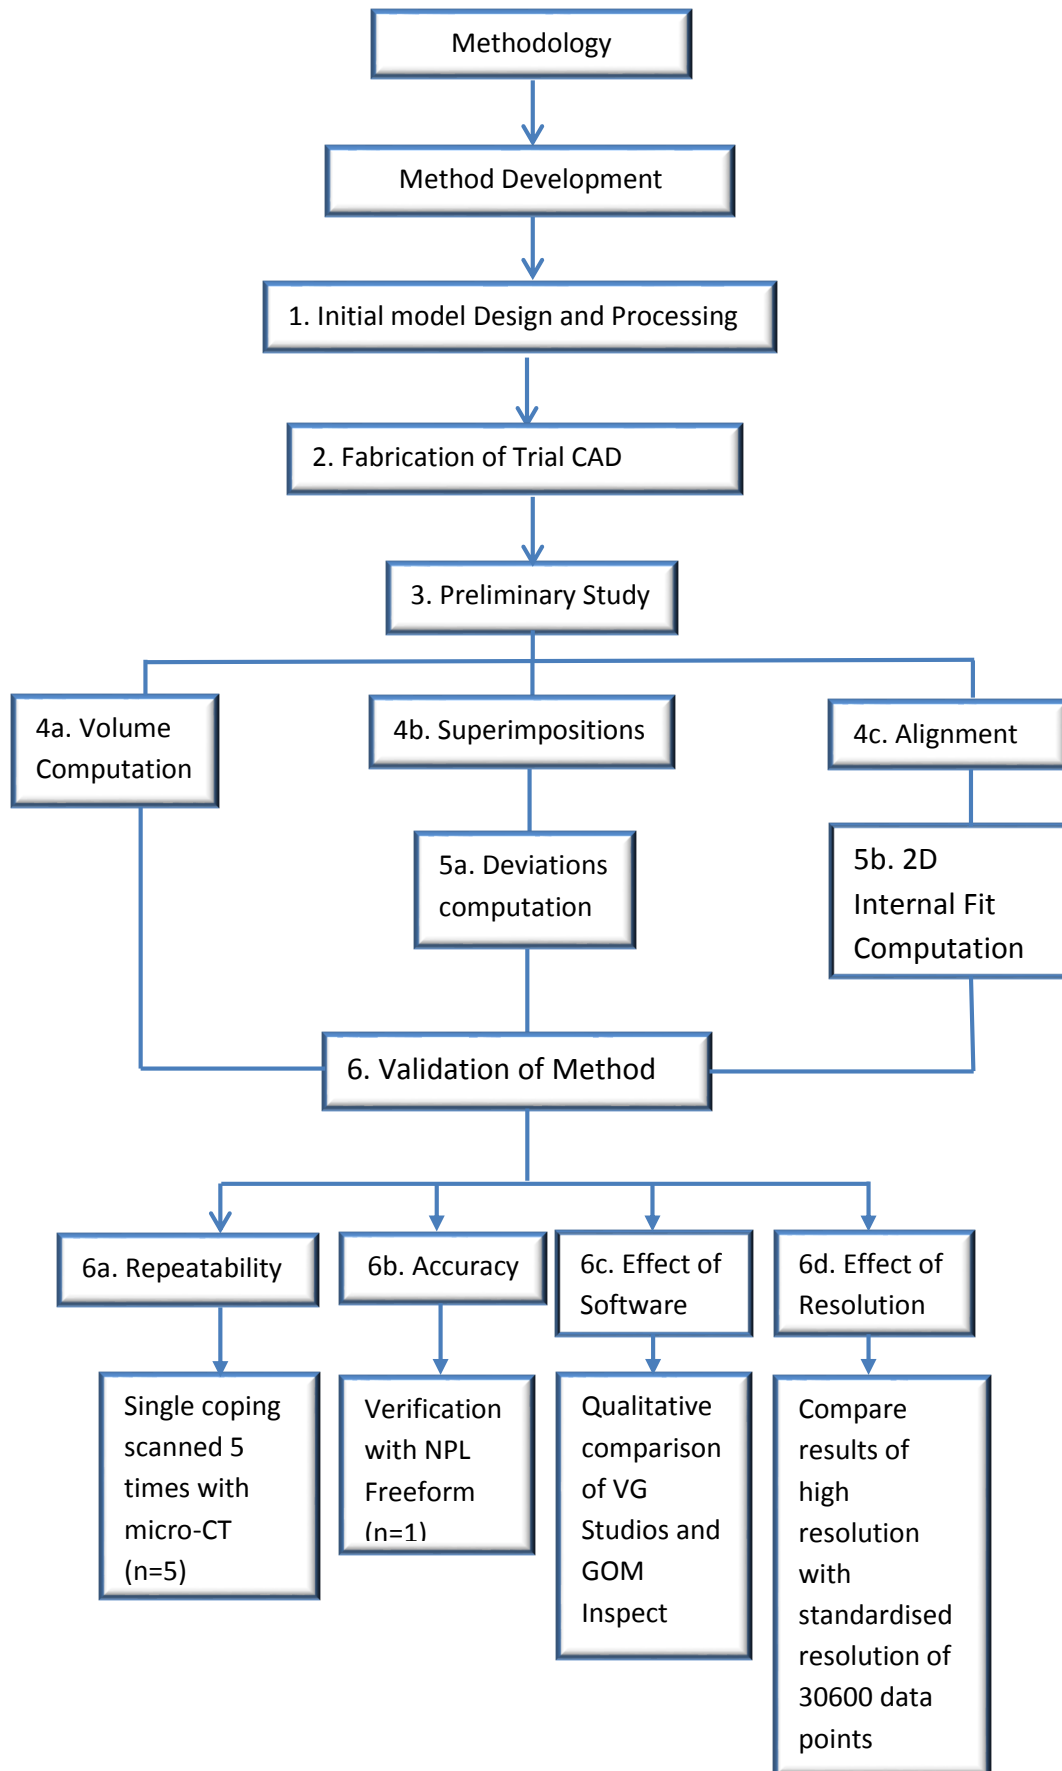 Methodology
Method Development
1. Initial model Design and Processing
2. Fabrication of Trial CAD
3. Preliminary Study
4a. Volume
Computation
4b. Superimpositions
4c. Alignment
5a. Deviations
computation
5b. 2D
Internal Fit
Computation
6. Validation of Method
6a. Repeatability
6b. Accuracy
6c. Effect of
Software
6d. Effect of
Resolution
Single coping
scanned 5
times with
micro-CT
(n=5)
Verification
with NPL
Freeform
(n=1)
Qualitative
comparison
of VG
Studios and
GOM
Inspect
Compare
results of
high
resolution
with
standardised
resolution of
30600 data
points